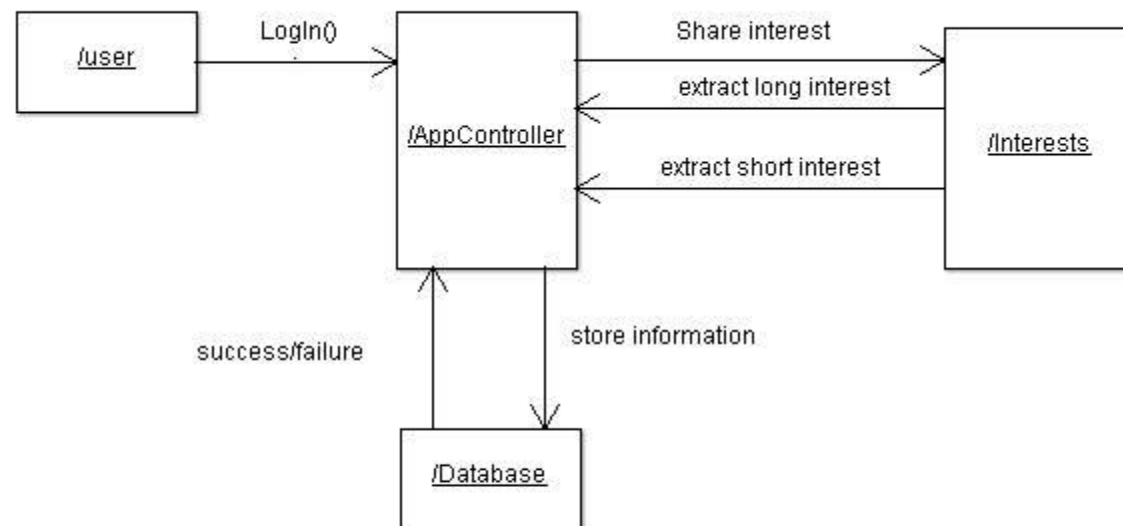 LogIn()
/user
Share interest
extract long interest
/AppController
/Interests
extract short interest
success/failure
store information
/Database